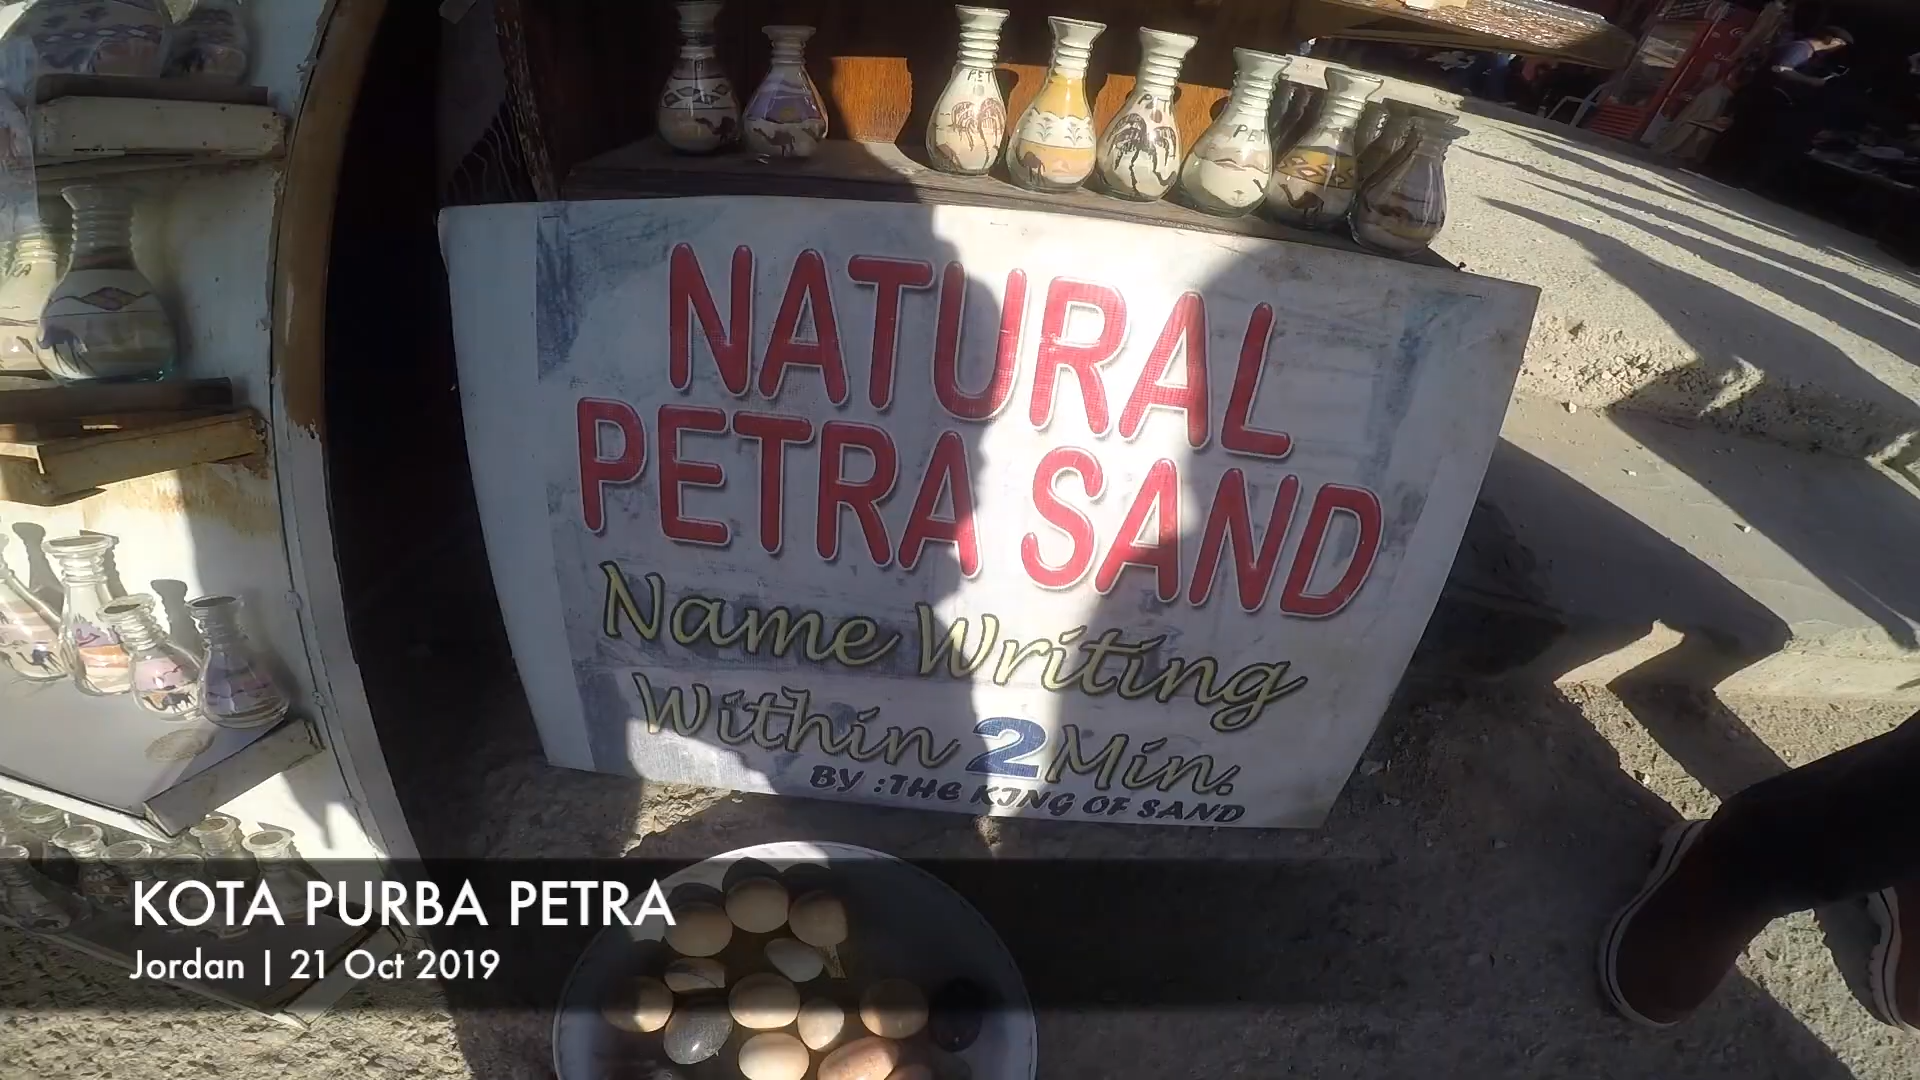 NATURAL
PETRA SAND
Name Writing
Within 2 Min.
BY :THE KING OF SAND
KOTA PURBA PETRA
Jordan | 21 Oct 2019